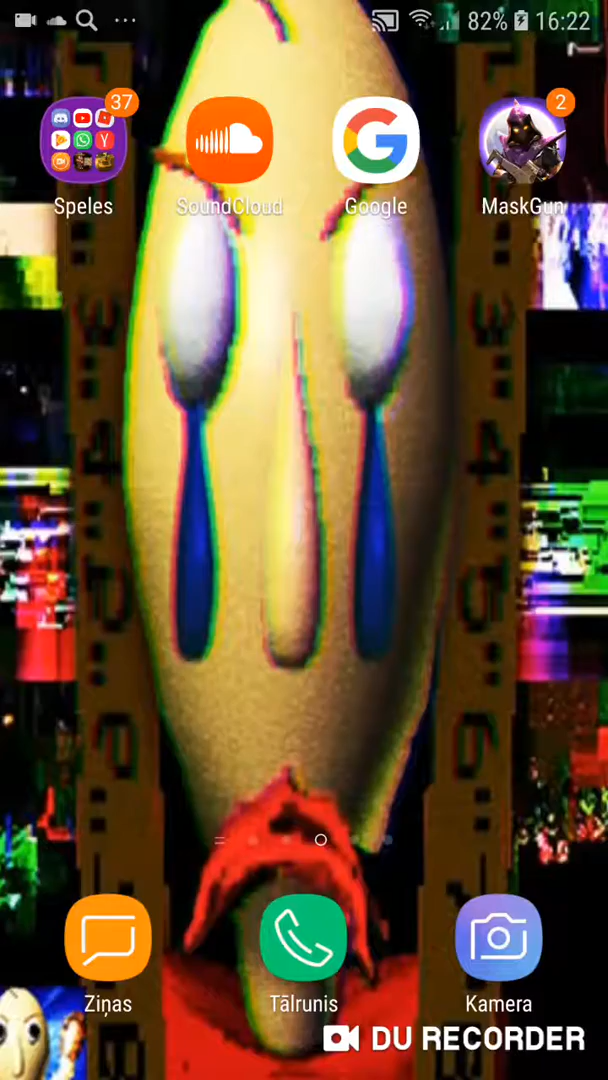 82% 16:22
37
2
Speles
SoundCloud
Google
MaskGun
Ziņas
Tālrunis
Kamera
DU RECORDER